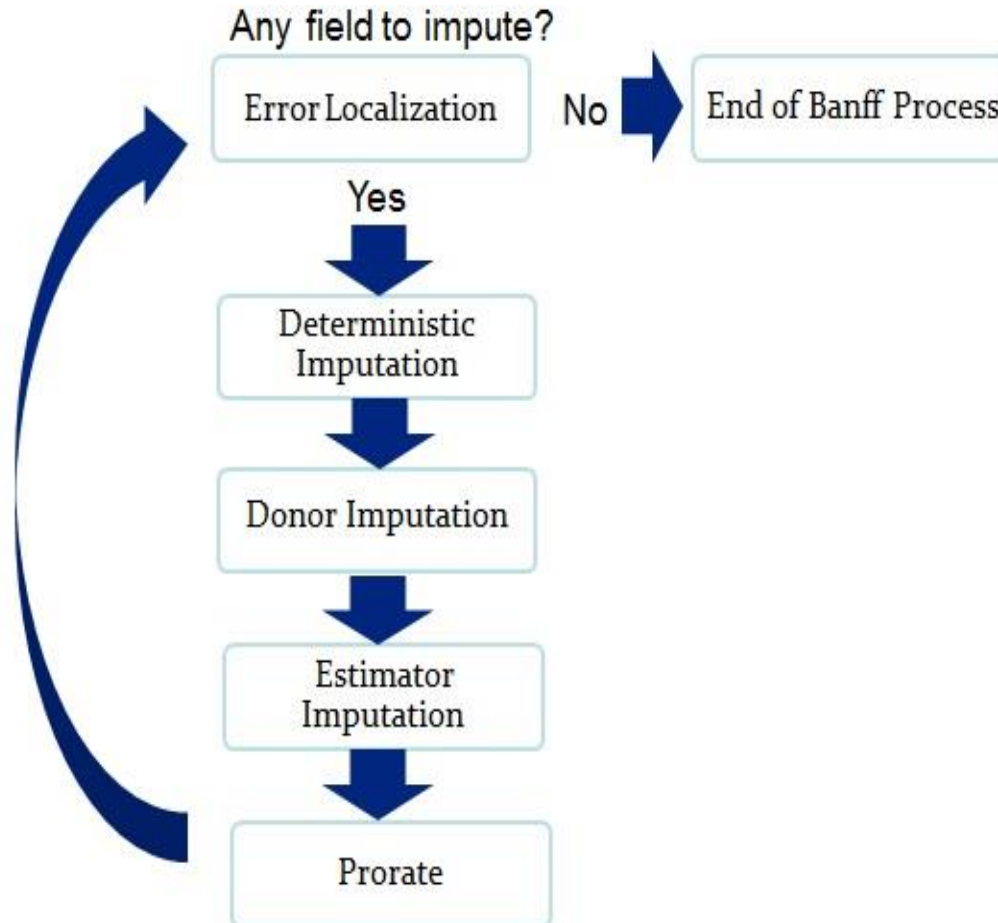 Any field to impute?
Error Localization
No
End of Banff Process
Yes
Deterministic
Imputation
Donor Imputation
Estimator
Imputation
Prorate